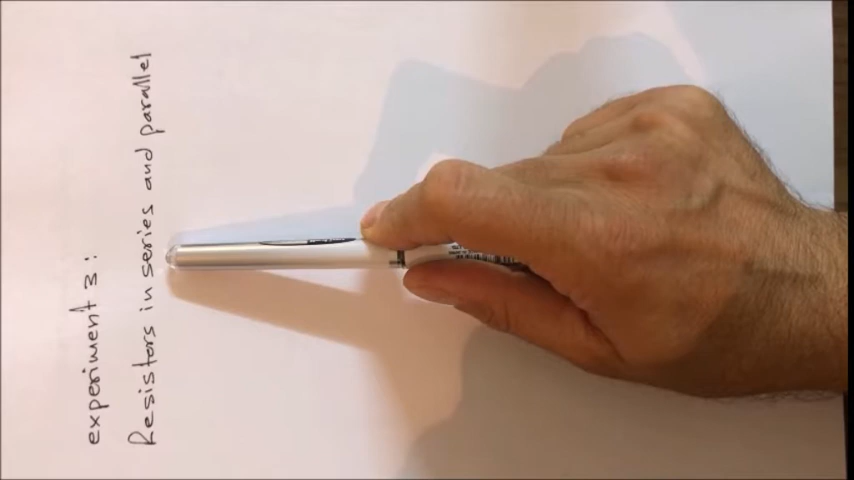 experiment 3:
Resistors in series and parallel